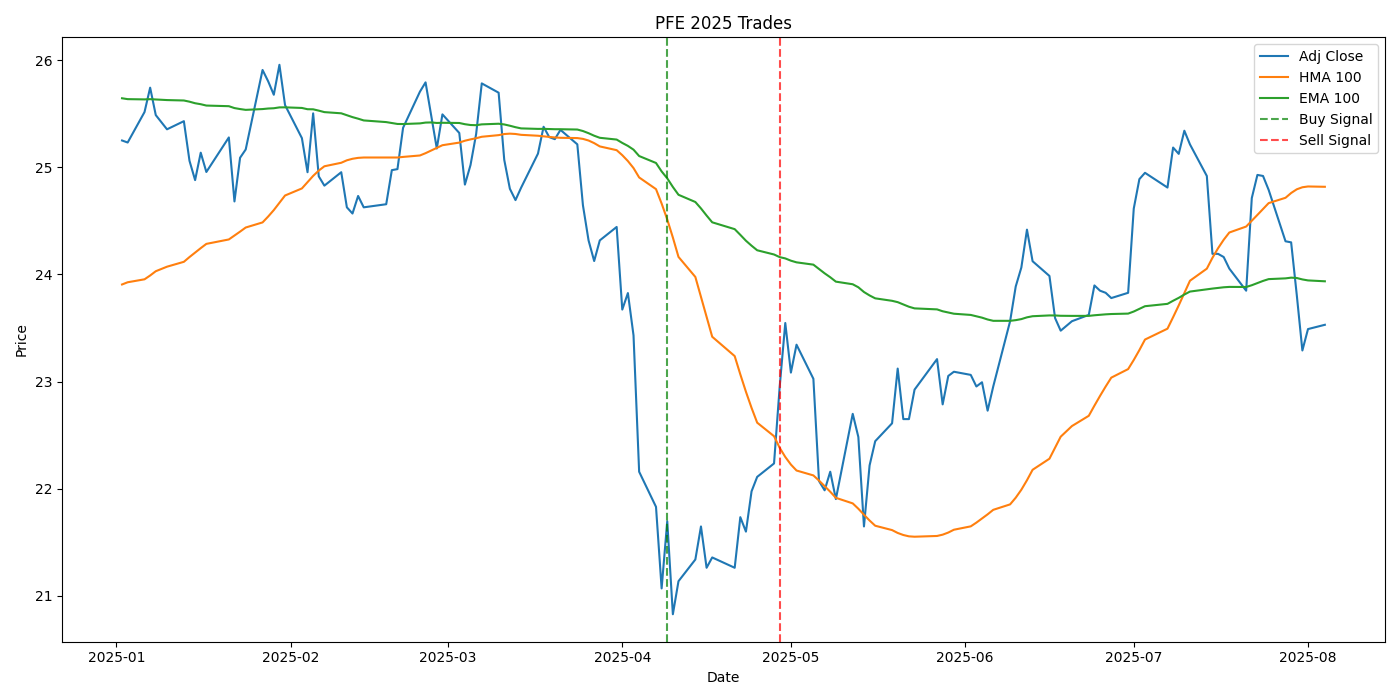 PFE 2025 Trades
Adj Close
HMA 100
EMA 100
Buy Signal
Sell Signal
Price
26
25
24
23
22
21
2025-01
2025-02
2025-03
2025-04
2025-05
2025-06
2025-07
2025-08
Date